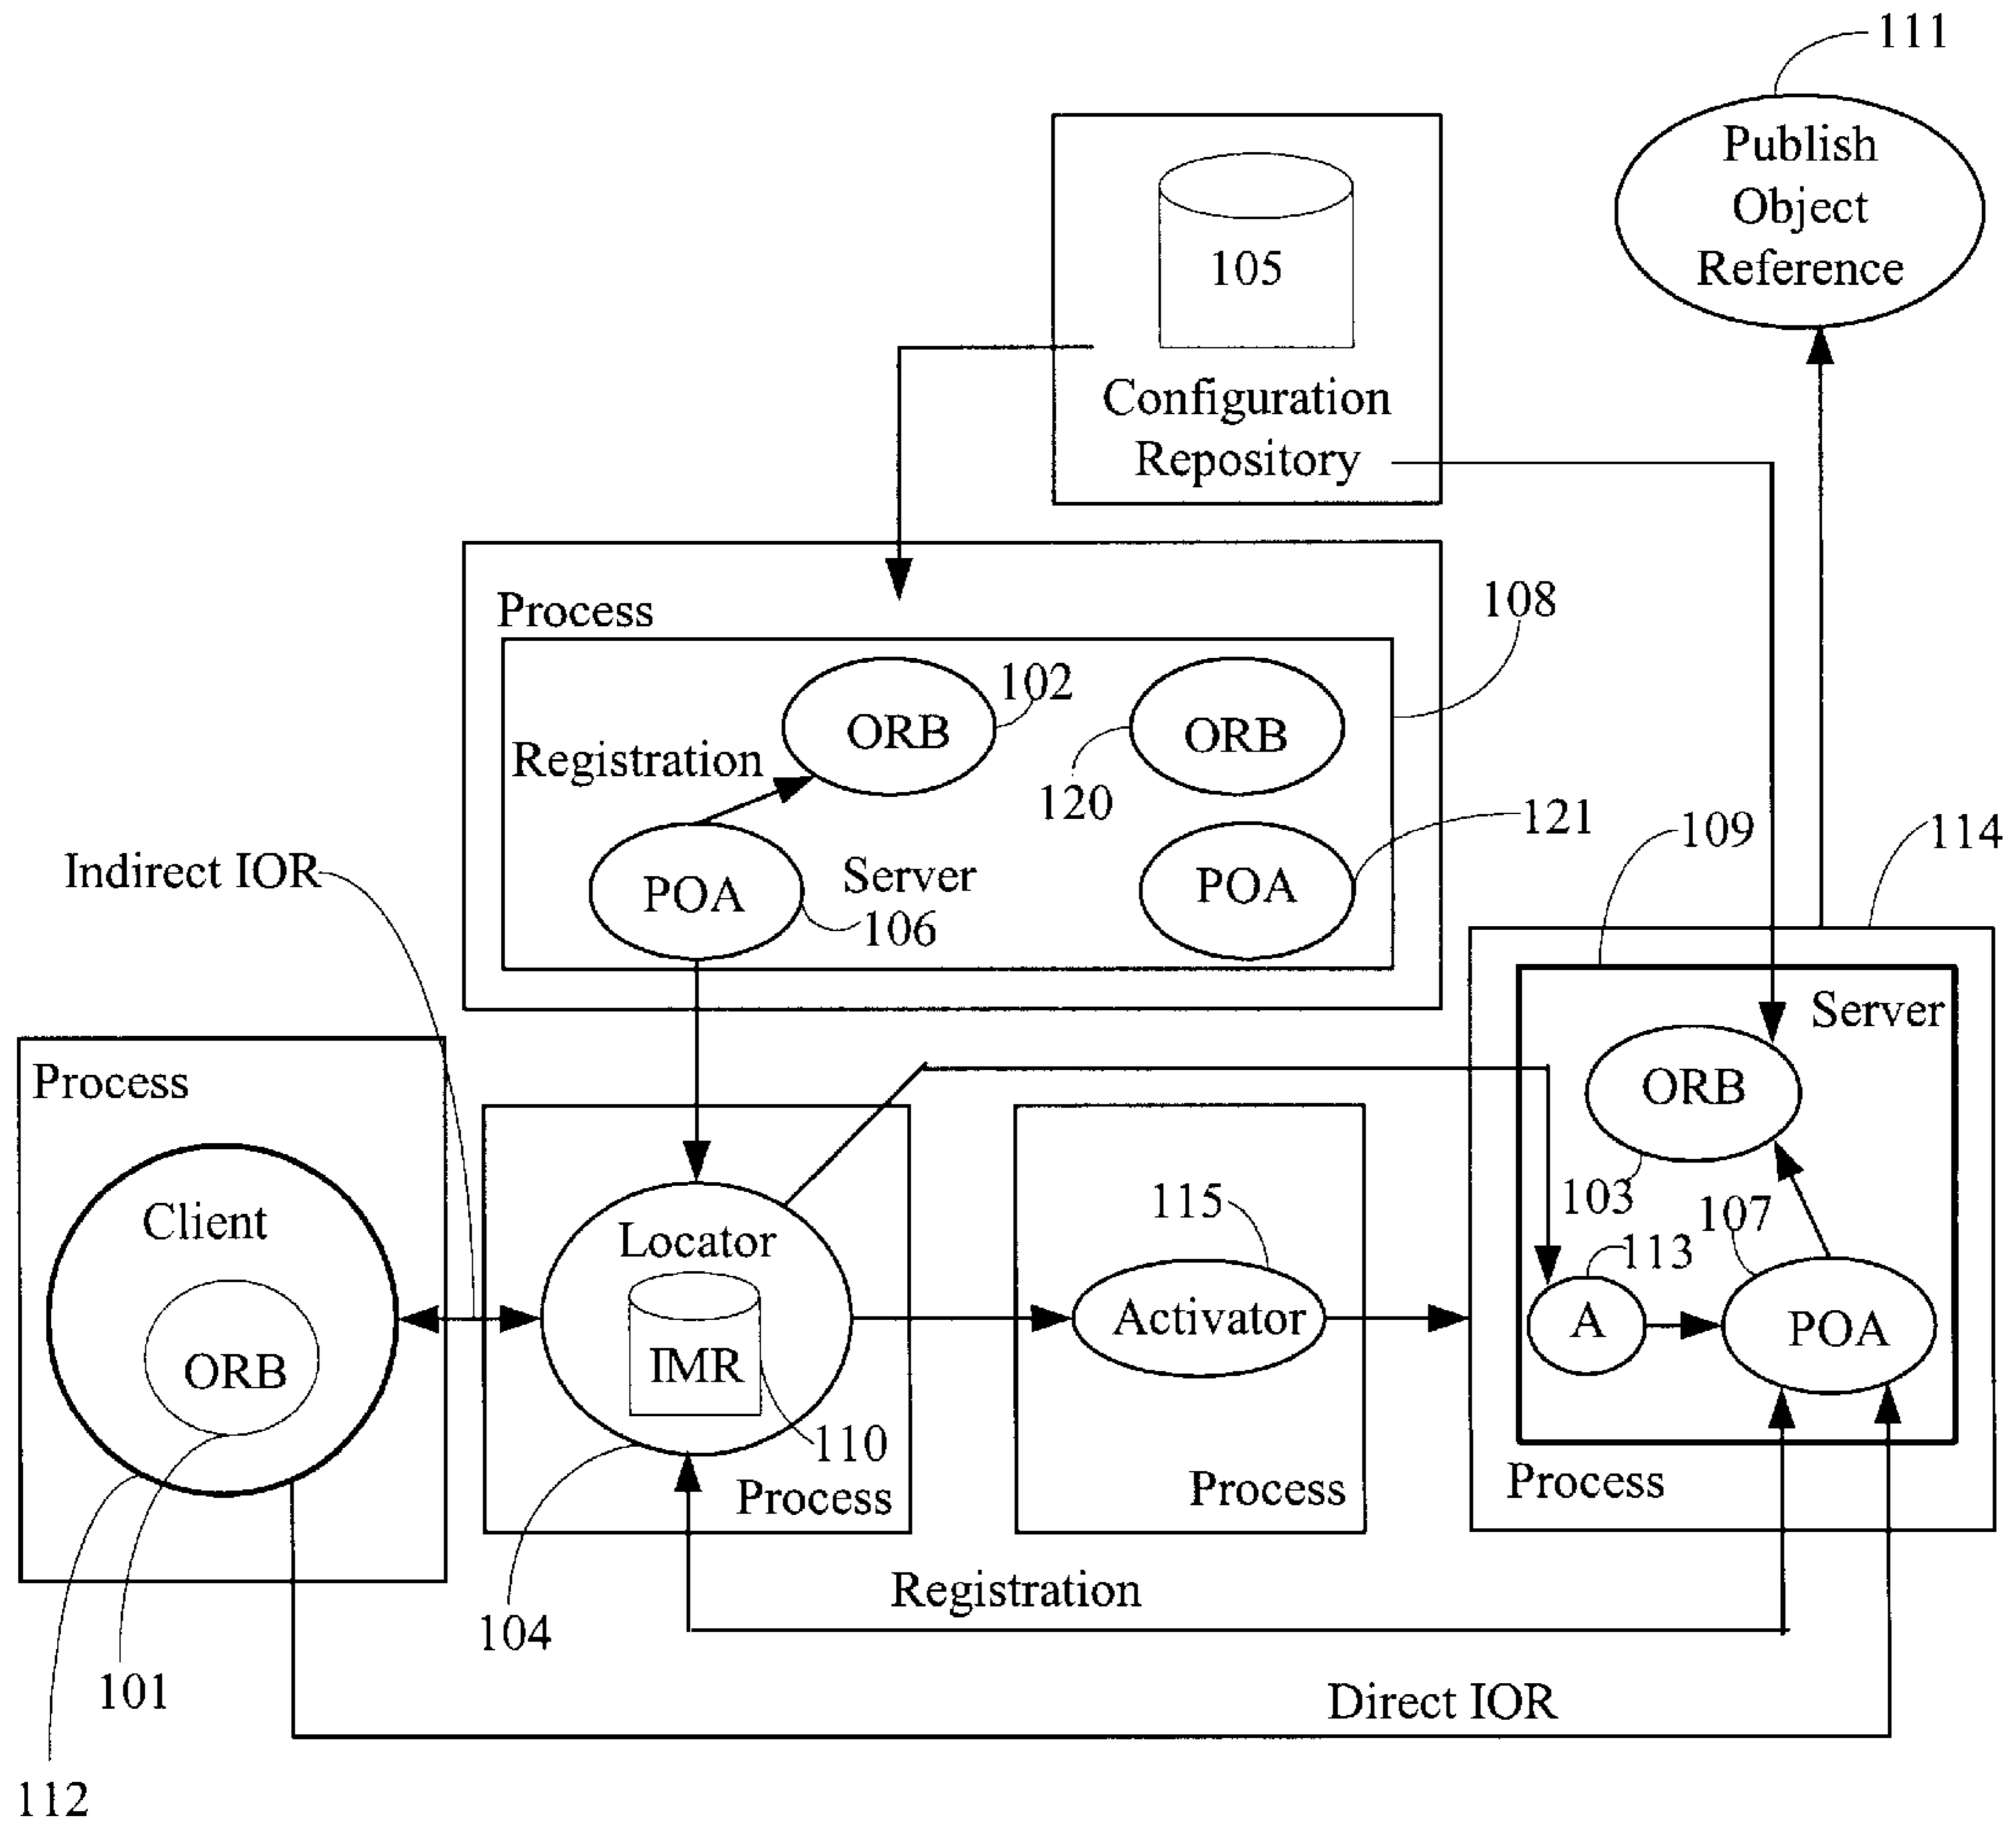 111
Publish
Object
Reference
105
Configuration
Repository
Process
108
102
ORB
ORB
Registration
120
121
109
114
Indirect IOR
POA
Server
106
POA
Server
Process
ORB
103
107
115
113
Client
Locator
Activator
A
POA
ORB
IMR
110
Process
Process
Process
Registration
104
101
Direct IOR
112